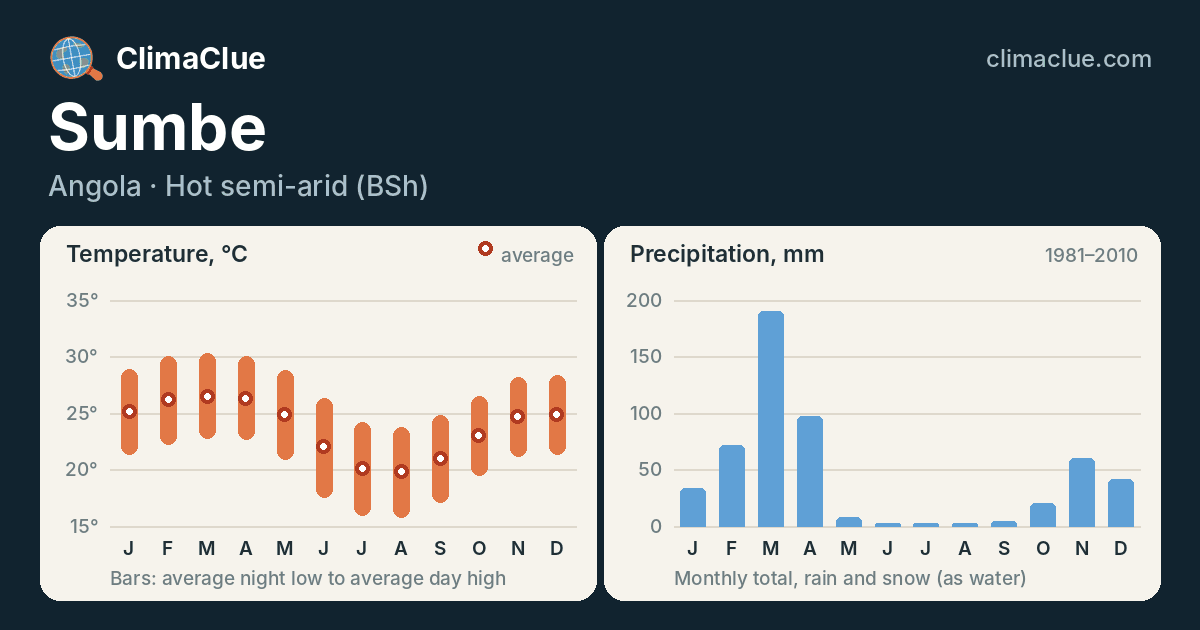 ClimaClue
climaclue.com
Sumbe
Angola · Hot semi-arid (BSh)
Temperature, °C
average
35°
30°
25°
20°
15°
J F M A M J J A S O N D
Bars: average night low to average day high
Precipitation, mm
1981–2010
200
150
100
50
0
J F M A M J J A S O N D
Monthly total, rain and snow (as water)